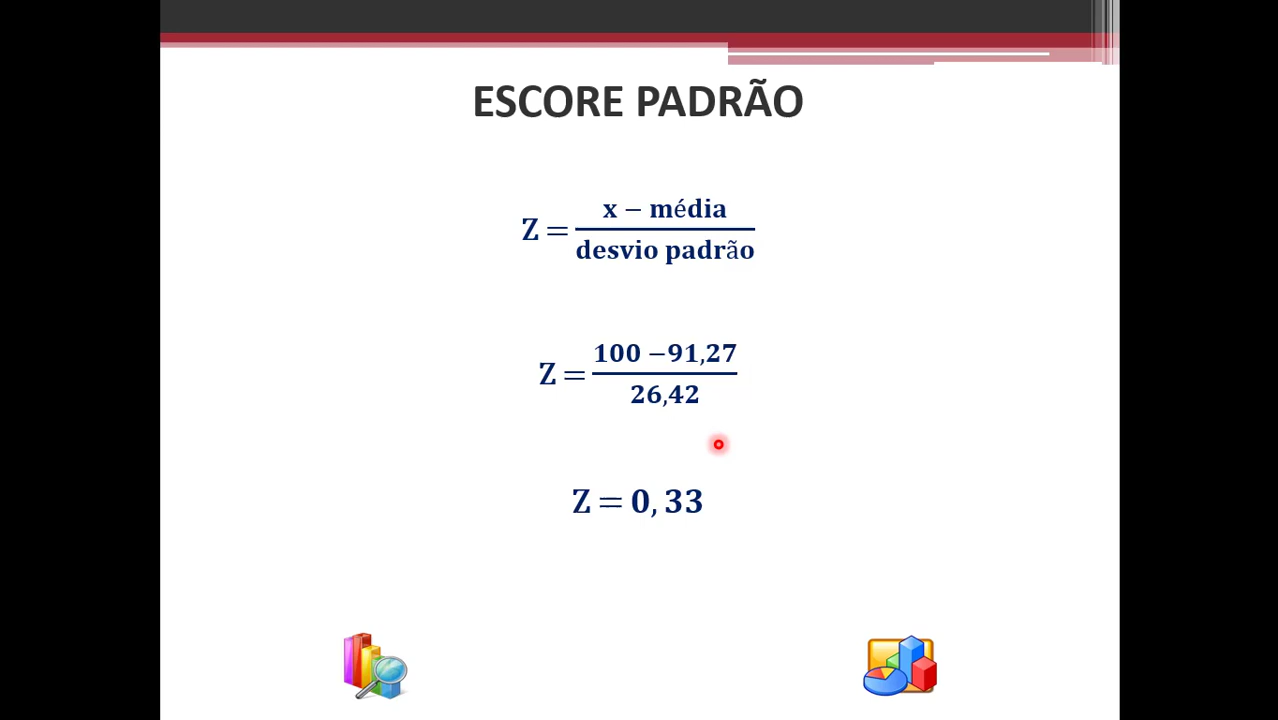 ESCORE PADRÃO
Z = x − média / desvio padrão
Z = 100 −91,27 / 26,42
Z = 0, 33